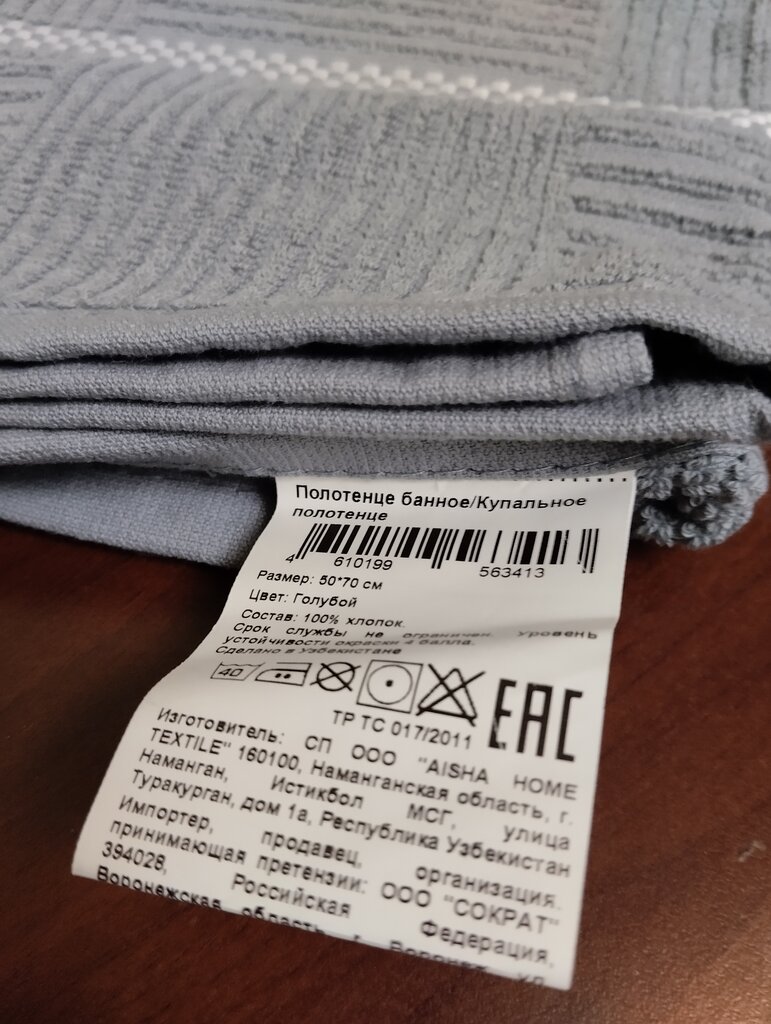 Полотенце банное/Купальное
полотенце
4 610199 563413
Размер: 50*70 см
Цвет: Голубой
Состав: 100% хлопок.
Срок службы не ограничен. уровень
устойчивости окраски 4 балла.
Сделано в Узбекистане
40
EAC
ТР ТС 017/2011
Изготовитель: СП ООО "AISHA HOME
TEXTILE" 160100, Наманганская область, г.
Наманган, Истикбол МСГ, улица
Туракурган, дом 1а, Республика Узбекистан
Импортер, продавец, организация.
принимающая претензии: ООО "СОКРАТ"
394028, Российская Федерация,
Воронежская область, г. Воронеж, ул.